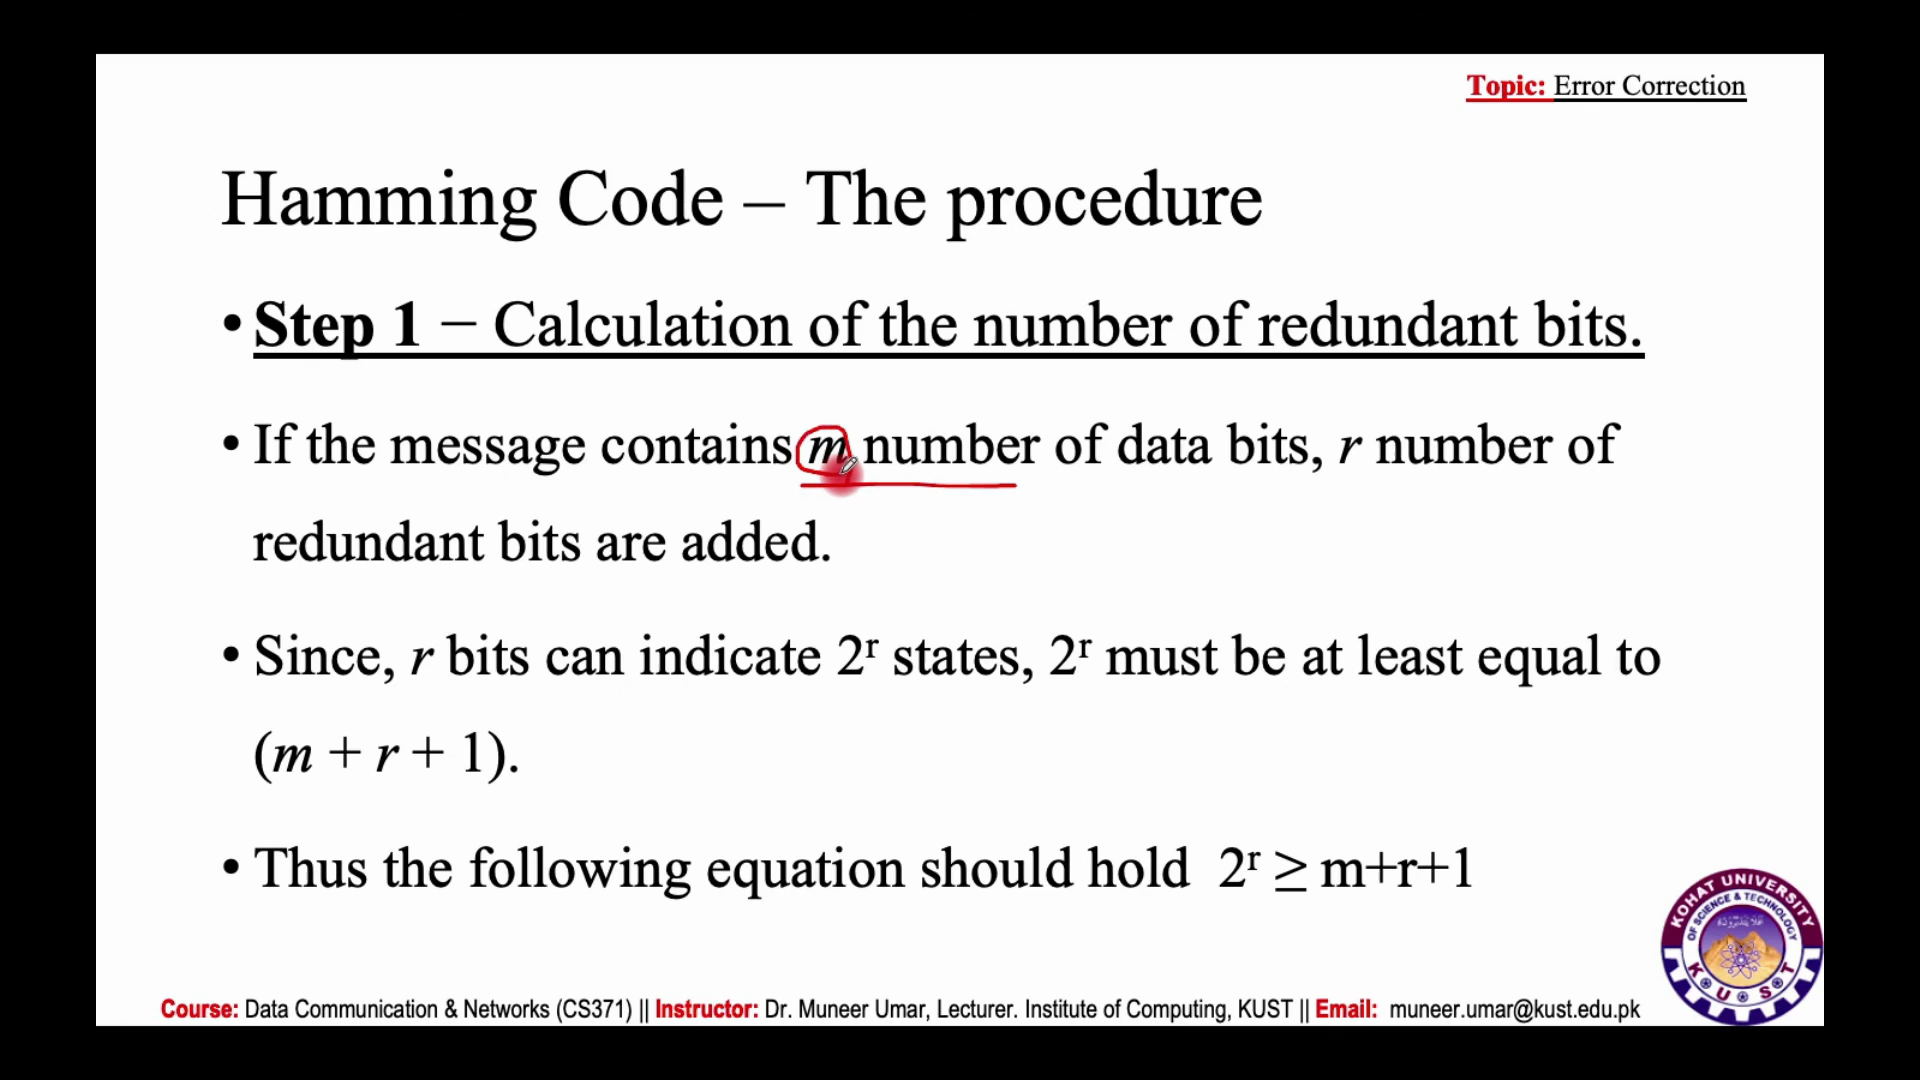 Topic: Error Correction
Hamming Code – The procedure
• Step 1 − Calculation of the number of redundant bits.
• If the message contains m number of data bits, r number of
redundant bits are added.
• Since, r bits can indicate 2ʳ states, 2ʳ must be at least equal to
(m + r + 1).
• Thus the following equation should hold 2ʳ ≥ m+r+1
KOHAT UNIVERSITY
OF SCIENCE & TECHNOLOGY
K U S T
Course: Data Communication & Networks (CS371) || Instructor: Dr. Muneer Umar, Lecturer. Institute of Computing, KUST || Email: muneer.umar@kust.edu.pk